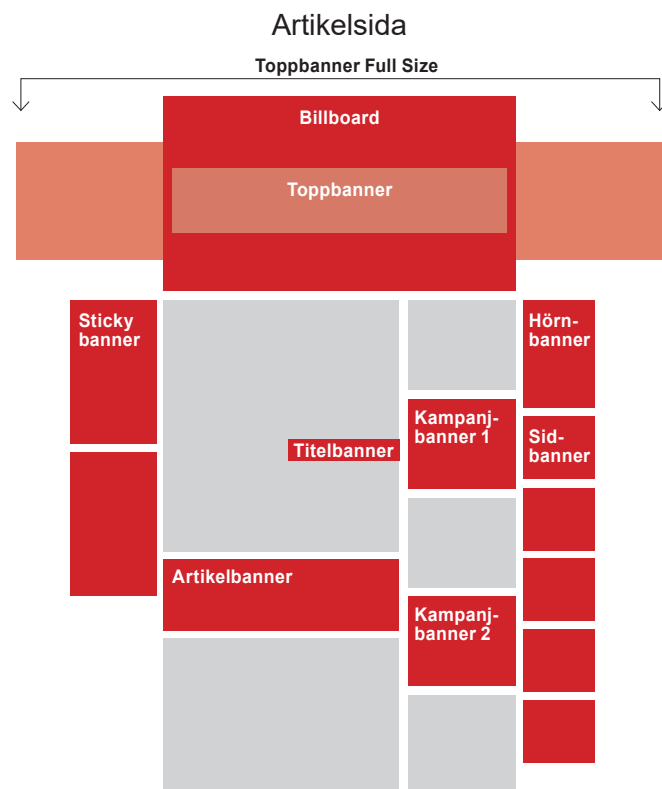 Artikelsida
Toppbanner Full Size
Billboard
Toppbanner
Sticky
banner
Hörn-
banner
Kampanj-
banner 1
Titelbanner
Sid-
banner
Artikelbanner
Kampanj-
banner 2